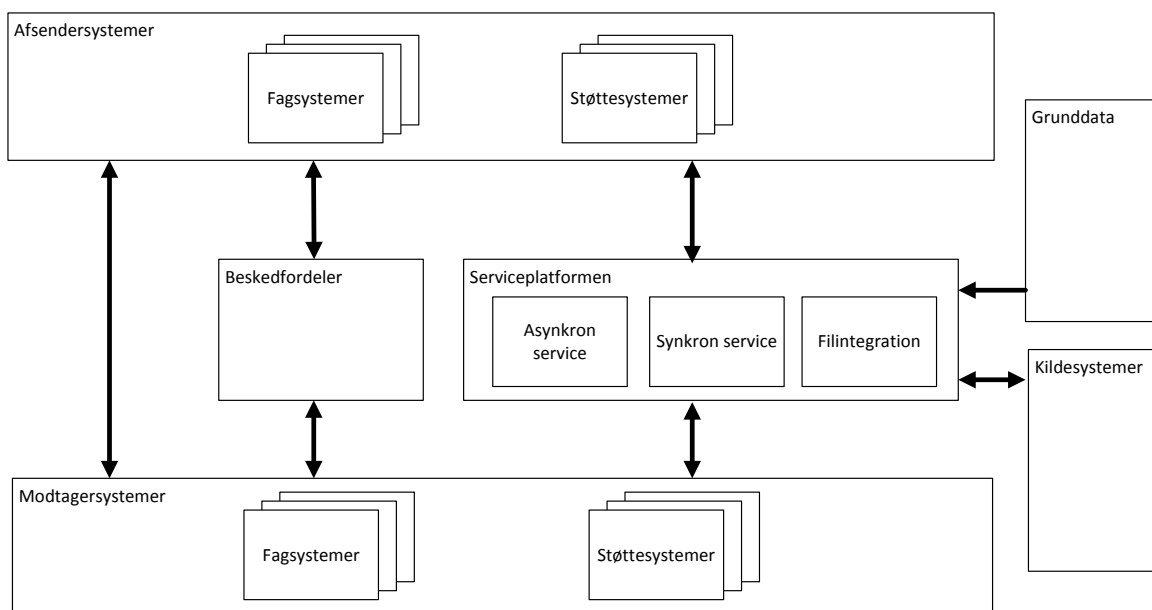 Afsendersystemer
Fagsystemer
Støttesystemer
Grunddata
Beskedfordeler
Serviceplatformen
Asynkron
service
Synkron service
Filintegration
Kildesystemer
Modtagersystemer
Fagsystemer
Støttesystemer